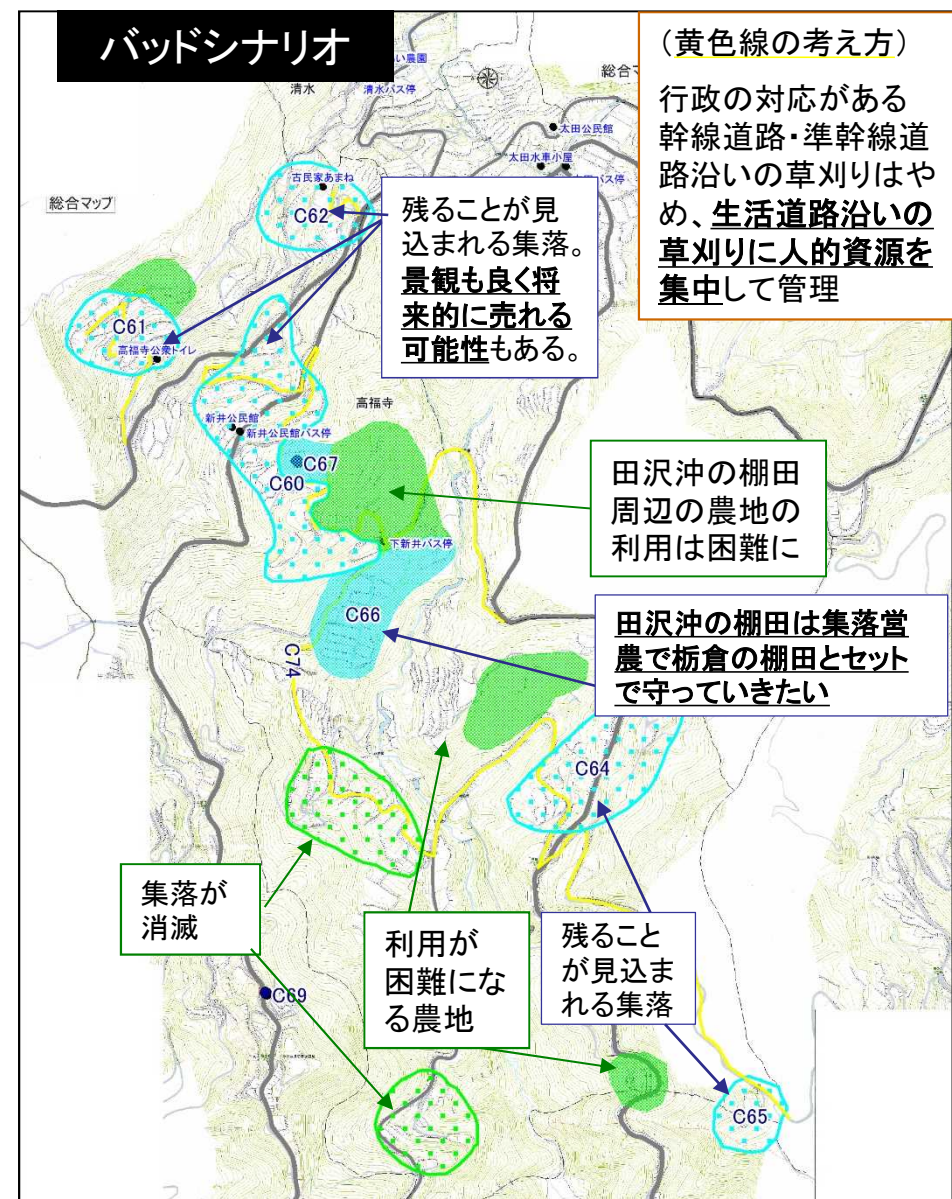 バッドシナリオ
（黄色線の考え方）
行政の対応がある
幹線道路・準幹線道
路沿いの草刈りはや
め、生活道路沿いの
草刈りに人的資源を
集中して管理
い農園
清水
清水バス停
総合マ
太田公民館
太田水車小屋
バス停
総合マップ
古民家あまね
C62
残ることが見
込まれる集落。
景観も良く将
来的に売れる
可能性もある。
C61
高福寺公衆トイレ
高福寺
新井公民館
新井公民館バス停
C67
C60
田沢沖の棚田
周辺の農地の
利用は困難に
下新井バス停
C66
田沢沖の棚田は集落営
農で栃倉の棚田とセット
で守っていきたい
C74
C64
集落が
消滅
利用が
困難にな
る農地
残ること
が見込ま
れる集落
C69
C65